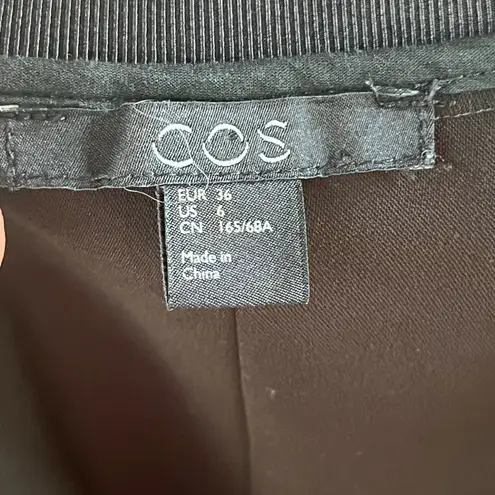 COS
EUR 36
US 6
CN 165/68A
Made in
China